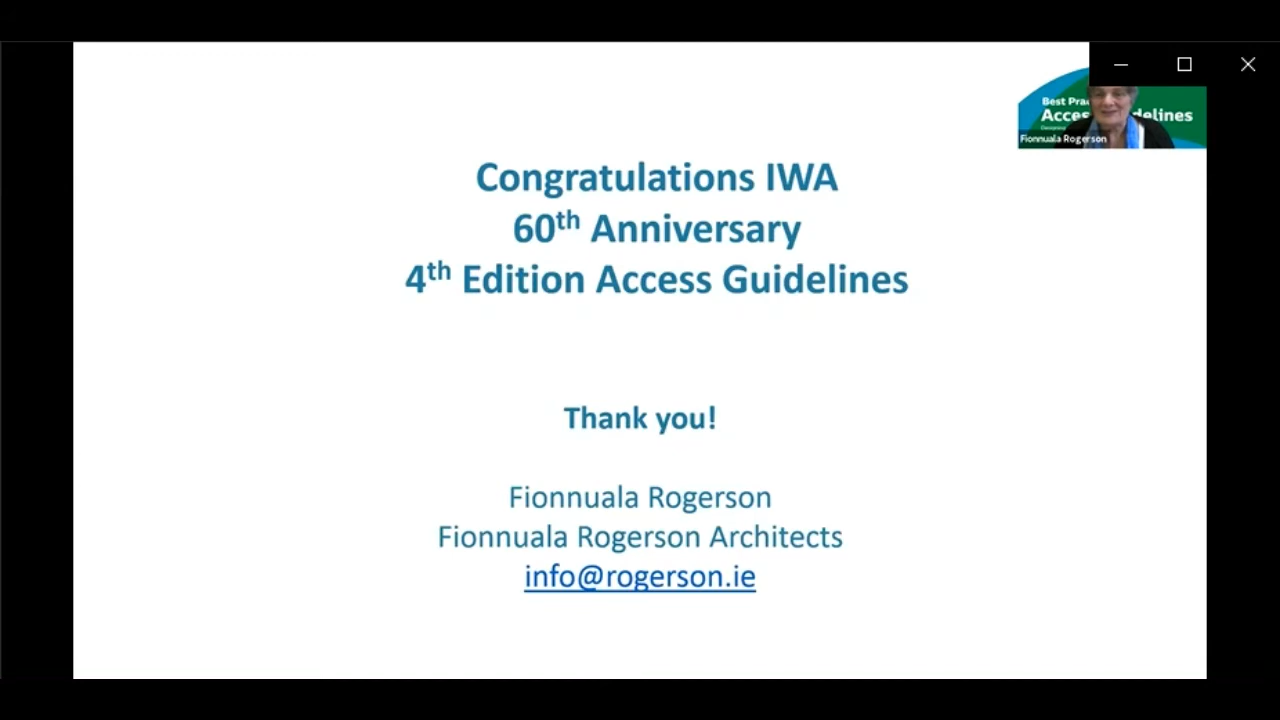 Best Pra
Acces delines
Fionnuala Rogerson
Congratulations IWA
60th Anniversary
4th Edition Access Guidelines
Thank you!
Fionnuala Rogerson
Fionnuala Rogerson Architects
info@rogerson.ie